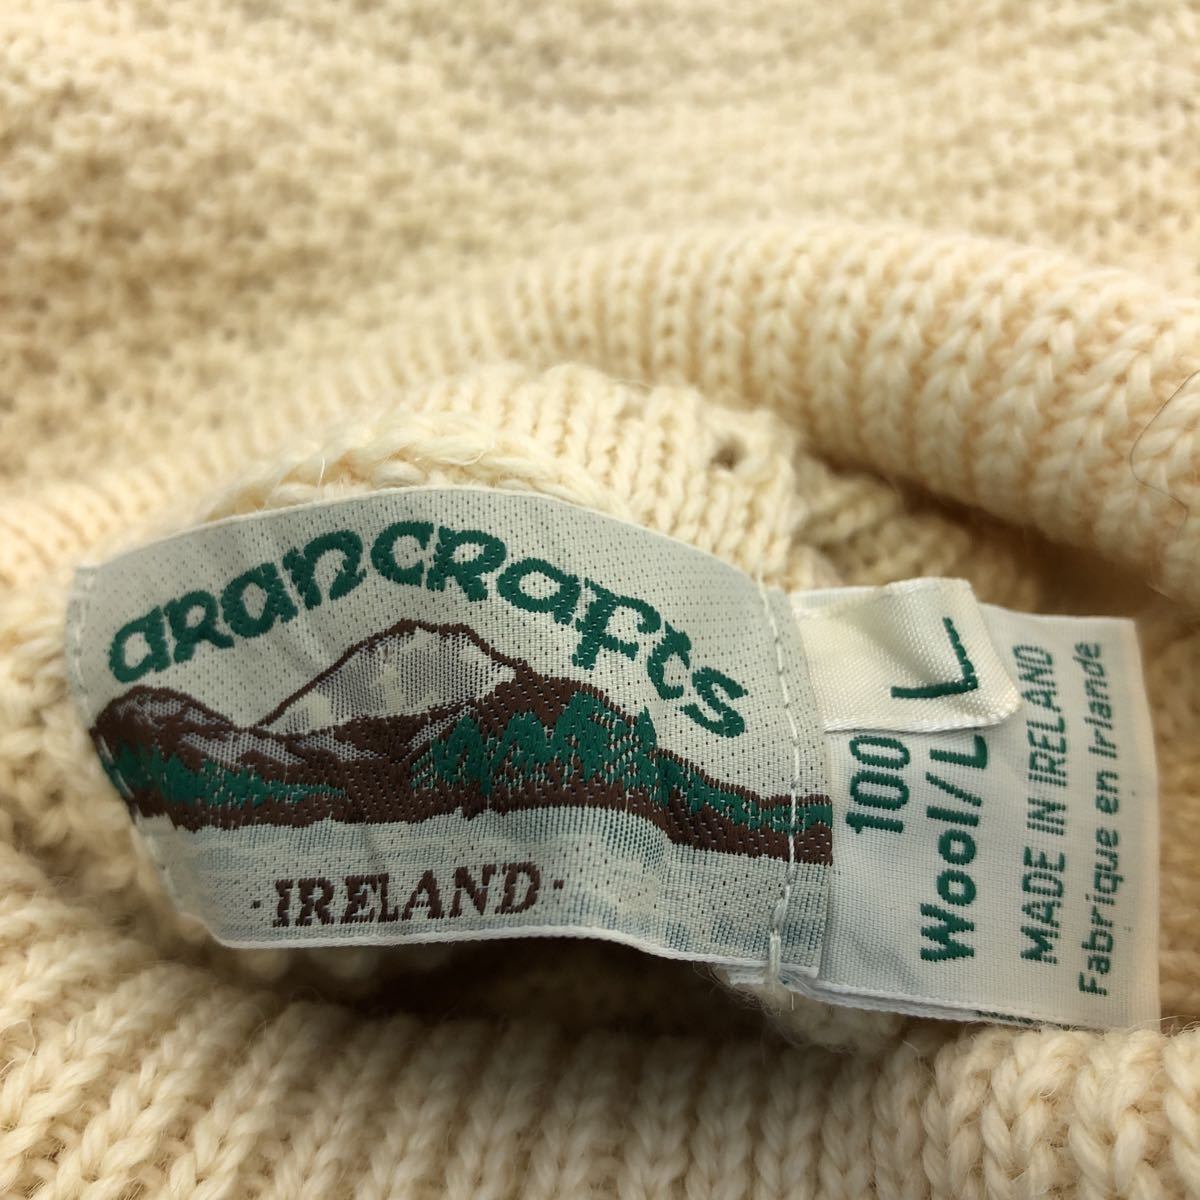 arancrafts
·IRELAND·
L
100
Wool/L
MADE IN IRELAND
Fabrique en Irlande